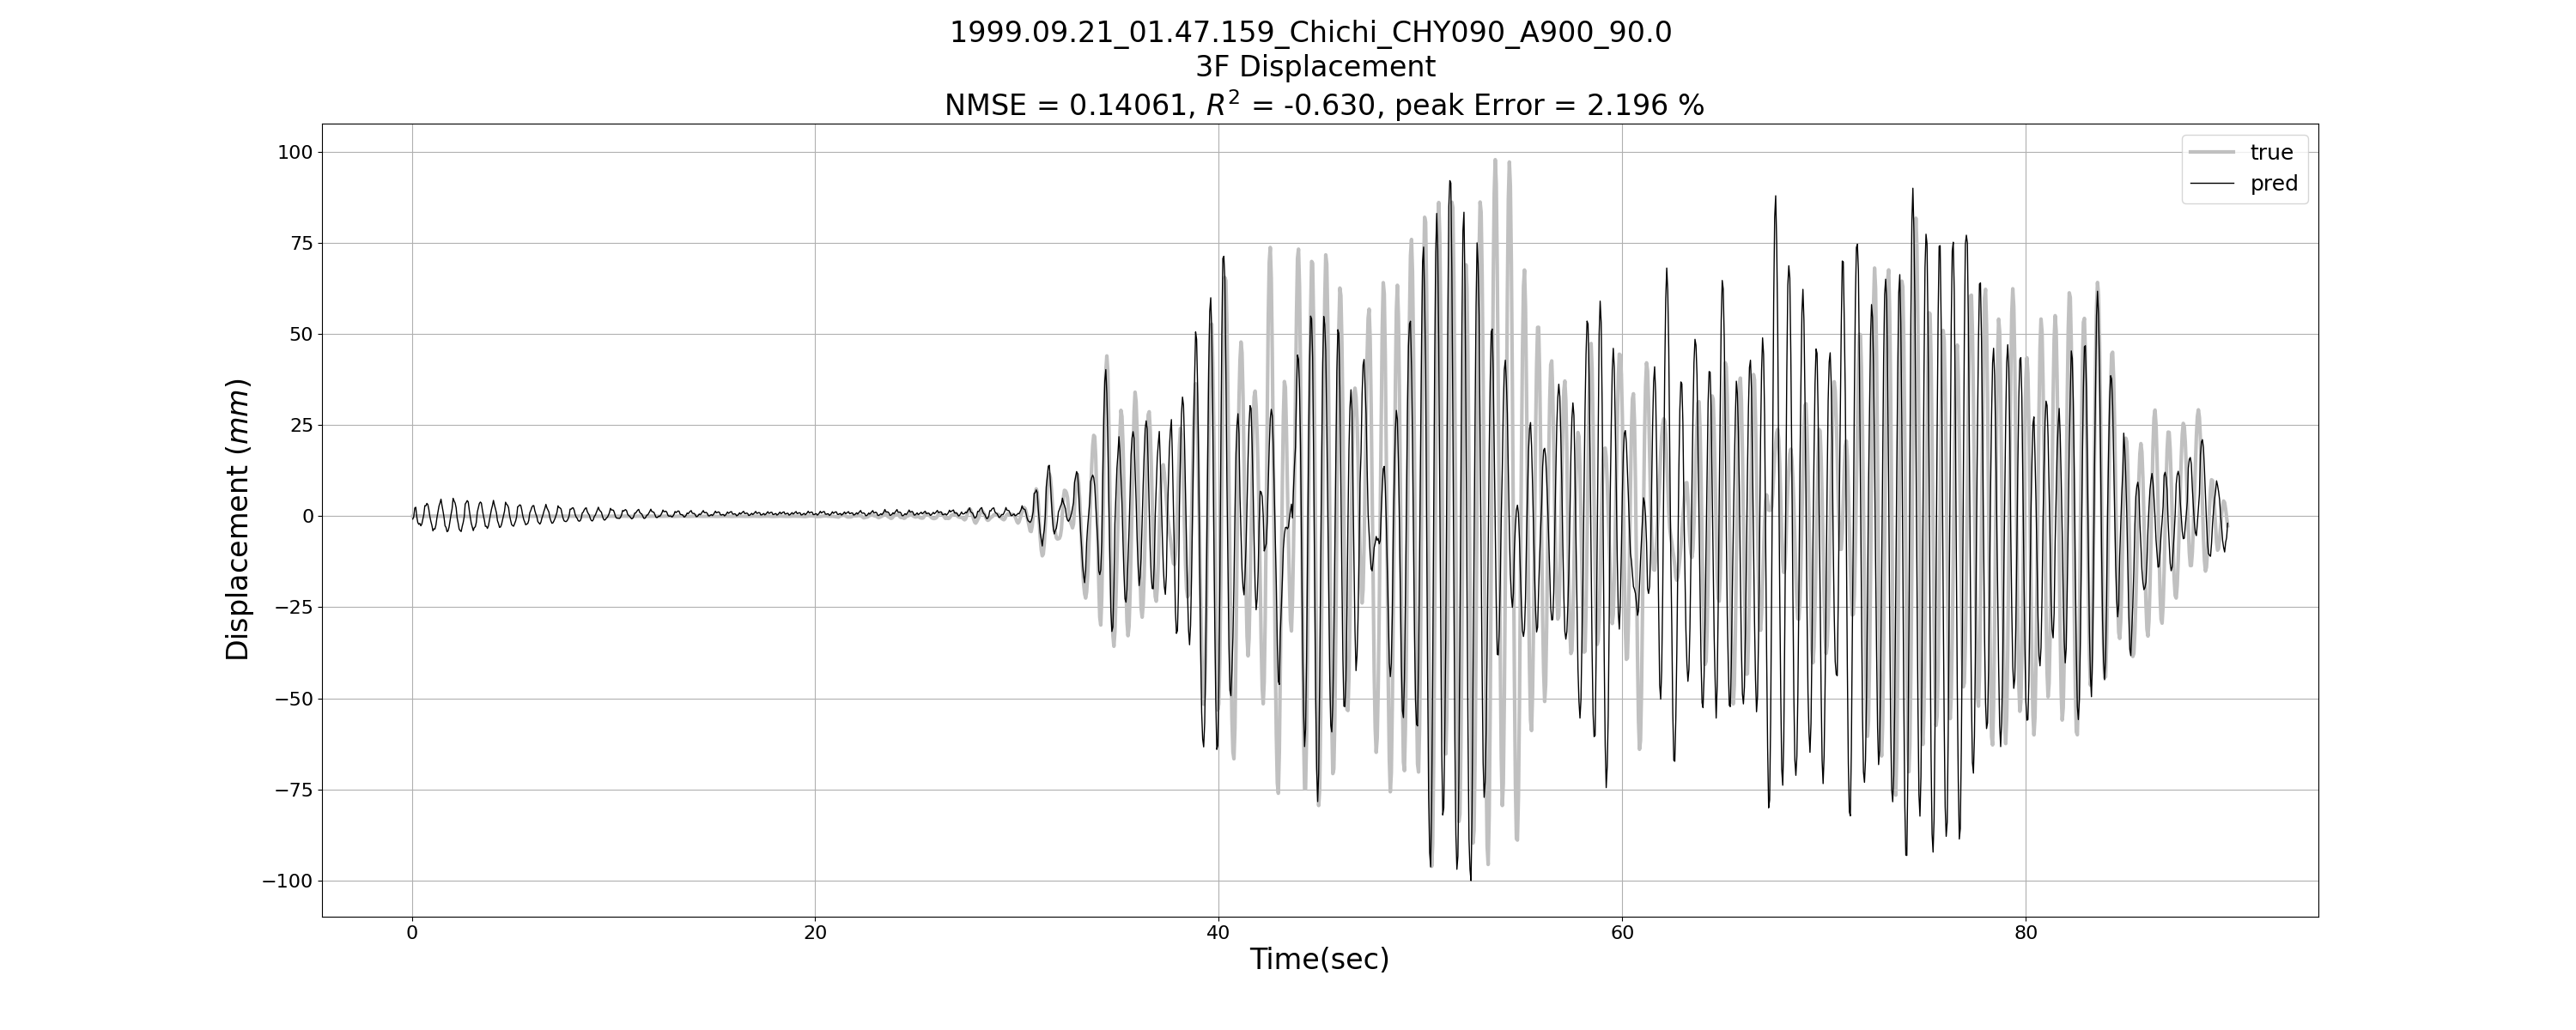 1999.09.21_01.47.159_Chichi_CHY090_A900_90.0
3F Displacement
NMSE = 0.14061, R² = -0.630, peak Error = 2.196 %
true
pred
100
75
50
25
0
−25
−50
−75
−100
Displacement (mm)
0
20
40
60
80
Time(sec)